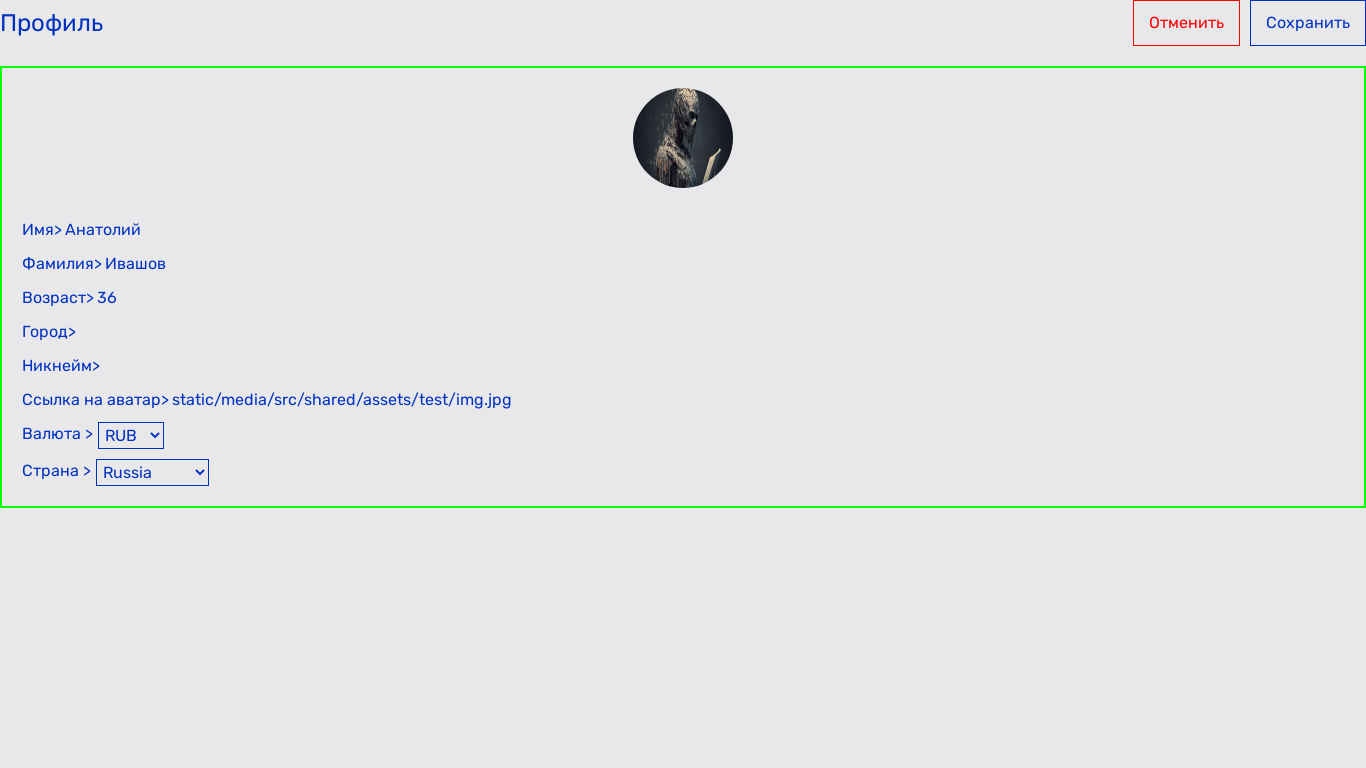 Профиль
Отменить
Сохранить
Имя> Анатолий
Фамилия> Ивашов
Возраст> 36
Город>
Никнейм>
Ссылка на аватар> static/media/src/shared/assets/test/img.jpg
Валюта > RUB
Страна > Russia